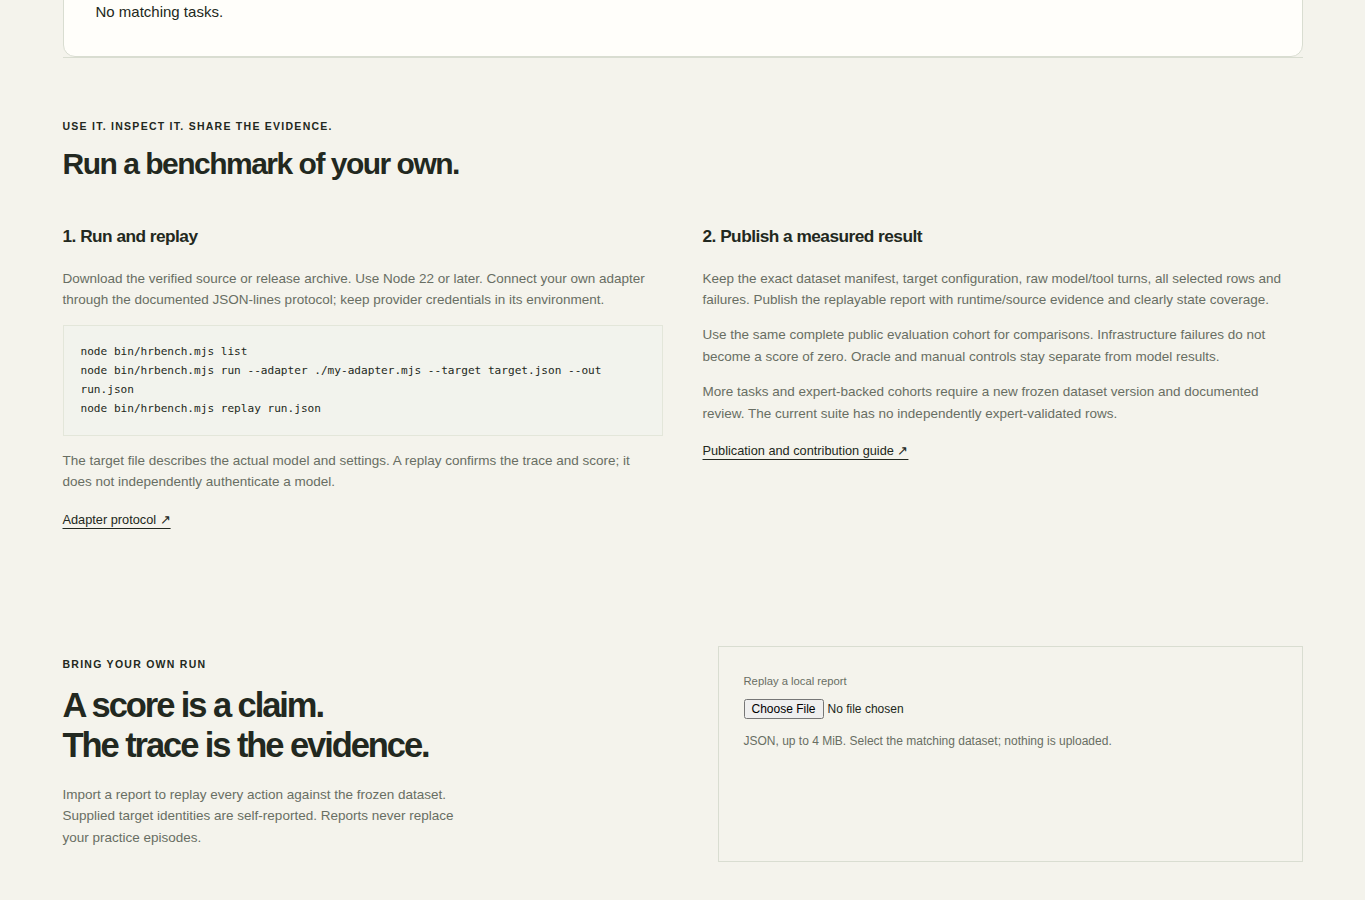 No matching tasks.
USE IT. INSPECT IT. SHARE THE EVIDENCE.
Run a benchmark of your own.
1. Run and replay
Download the verified source or release archive. Use Node 22 or later. Connect your own adapter
through the documented JSON-lines protocol; keep provider credentials in its environment.
node bin/hrbench.mjs list
node bin/hrbench.mjs run --adapter ./my-adapter.mjs --target target.json --out
run.json
node bin/hrbench.mjs replay run.json
The target file describes the actual model and settings. A replay confirms the trace and score; it
does not independently authenticate a model.
Adapter protocol ↗
2. Publish a measured result
Keep the exact dataset manifest, target configuration, raw model/tool turns, all selected rows and
failures. Publish the replayable report with runtime/source evidence and clearly state coverage.
Use the same complete public evaluation cohort for comparisons. Infrastructure failures do not
become a score of zero. Oracle and manual controls stay separate from model results.
More tasks and expert-backed cohorts require a new frozen dataset version and documented
review. The current suite has no independently expert-validated rows.
Publication and contribution guide ↗
BRING YOUR OWN RUN
A score is a claim.
The trace is the evidence.
Import a report to replay every action against the frozen dataset.
Supplied target identities are self-reported. Reports never replace
your practice episodes.
Replay a local report
Choose File No file chosen
JSON, up to 4 MiB. Select the matching dataset; nothing is uploaded.